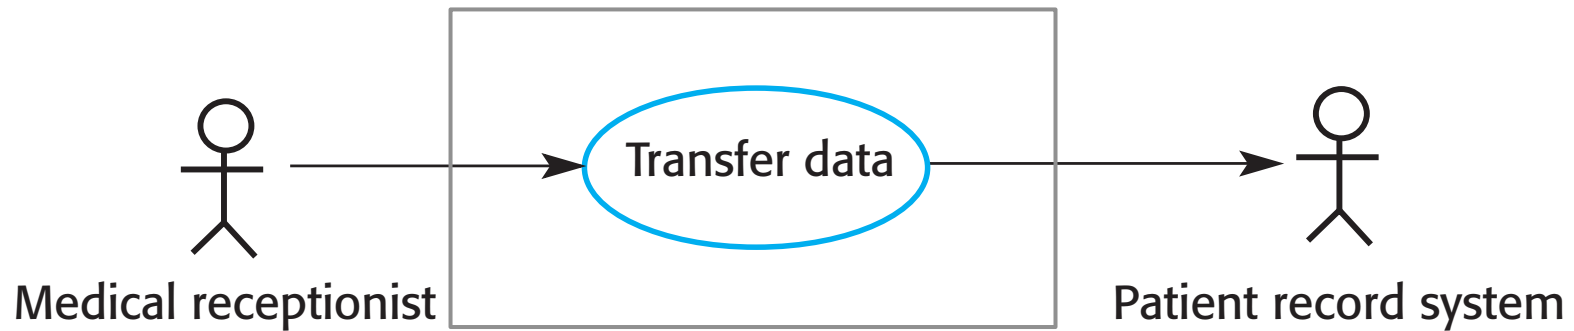 Transfer data
Medical receptionist
Patient record system